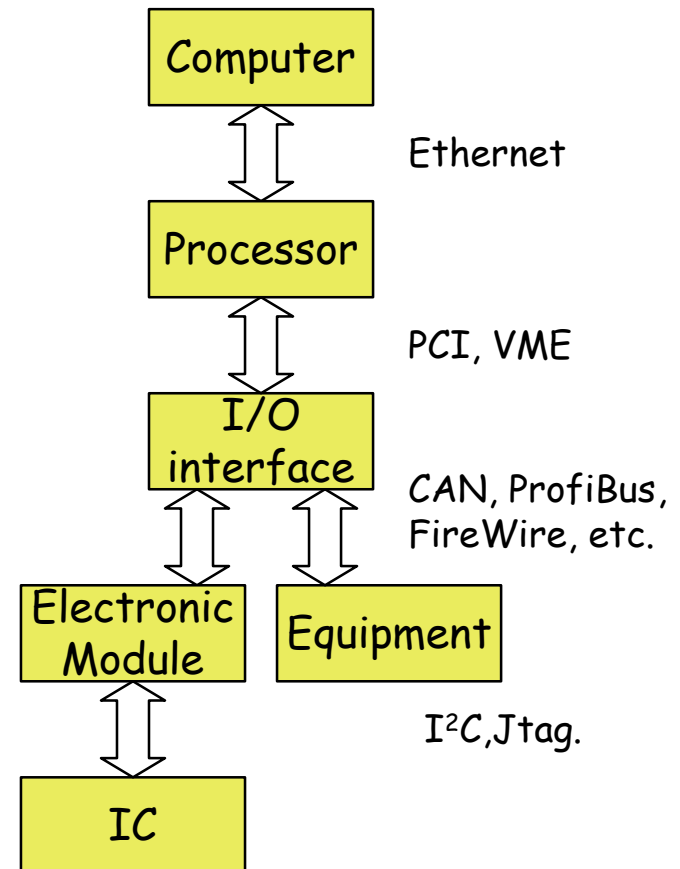 Computer
Ethernet
Processor
PCI, VME
I/O
interface
CAN, ProfiBus,
FireWire, etc.
Electronic
Module
Equipment
I²C,Jtag.
IC